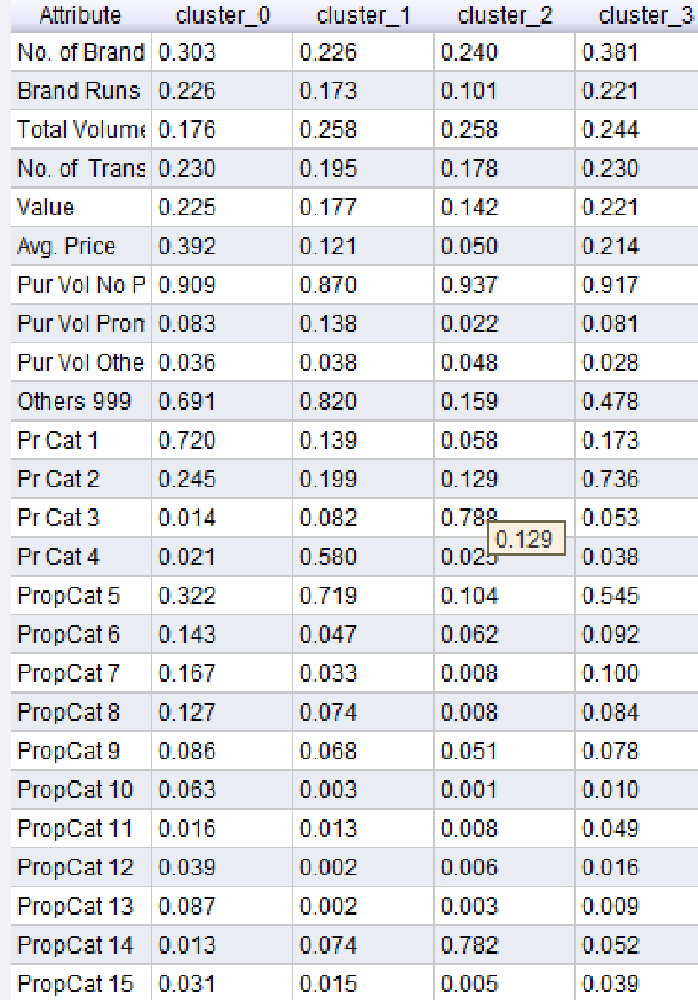 Attribute cluster_0 cluster_1 cluster_2 cluster_3
No. of Brand 0.303 0.226 0.240 0.381
Brand Runs 0.226 0.173 0.101 0.221
Total Volume 0.176 0.258 0.258 0.244
No. of Trans 0.230 0.195 0.178 0.230
Value 0.225 0.177 0.142 0.221
Avg. Price 0.392 0.121 0.050 0.214
Pur Vol No P 0.909 0.870 0.937 0.917
Pur Vol Prom 0.083 0.138 0.022 0.081
Pur Vol Othe 0.036 0.038 0.048 0.028
Others 999 0.691 0.820 0.159 0.478
Pr Cat 1 0.720 0.139 0.058 0.173
Pr Cat 2 0.245 0.199 0.129 0.736
Pr Cat 3 0.014 0.082 0.788 0.053
0.129
Pr Cat 4 0.021 0.580 0.025 0.038
PropCat 5 0.322 0.719 0.104 0.545
PropCat 6 0.143 0.047 0.062 0.092
PropCat 7 0.167 0.033 0.008 0.100
PropCat 8 0.127 0.074 0.008 0.084
PropCat 9 0.086 0.068 0.051 0.078
PropCat 10 0.063 0.003 0.001 0.010
PropCat 11 0.016 0.013 0.008 0.049
PropCat 12 0.039 0.002 0.006 0.016
PropCat 13 0.087 0.002 0.003 0.009
PropCat 14 0.013 0.074 0.782 0.052
PropCat 15 0.031 0.015 0.005 0.039